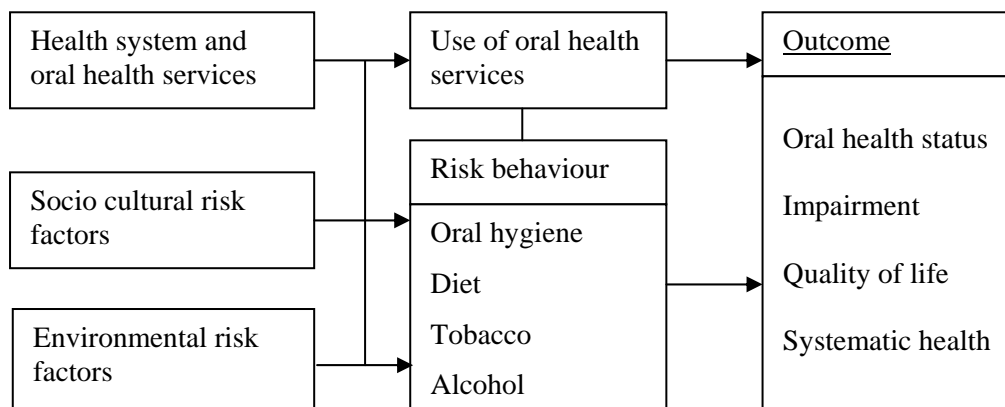 Health system and
oral health services
Use of oral health
services
Outcome
Oral health status
Impairment
Quality of life
Systematic health
Socio cultural risk
factors
Risk behaviour
Oral hygiene
Diet
Tobacco
Alcohol
Environmental risk
factors